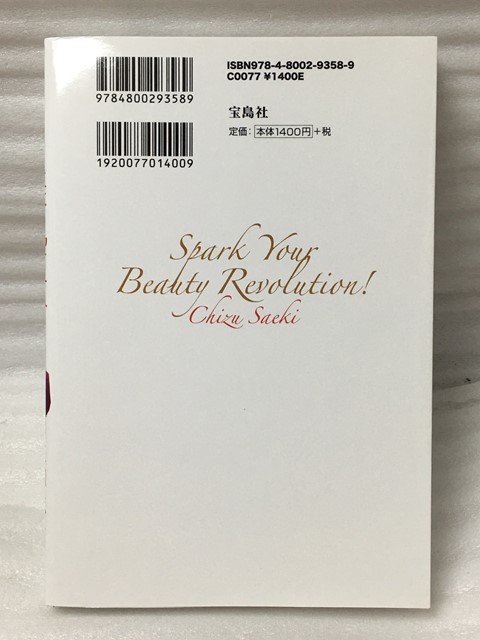 ISBN978-4-8002-9358-9
C0077 ¥1400E
9784800293589
宝島社
定価: 本体1400円+税
1920077014009
Spark Your
Beauty Revolution!
Chizu Saeki